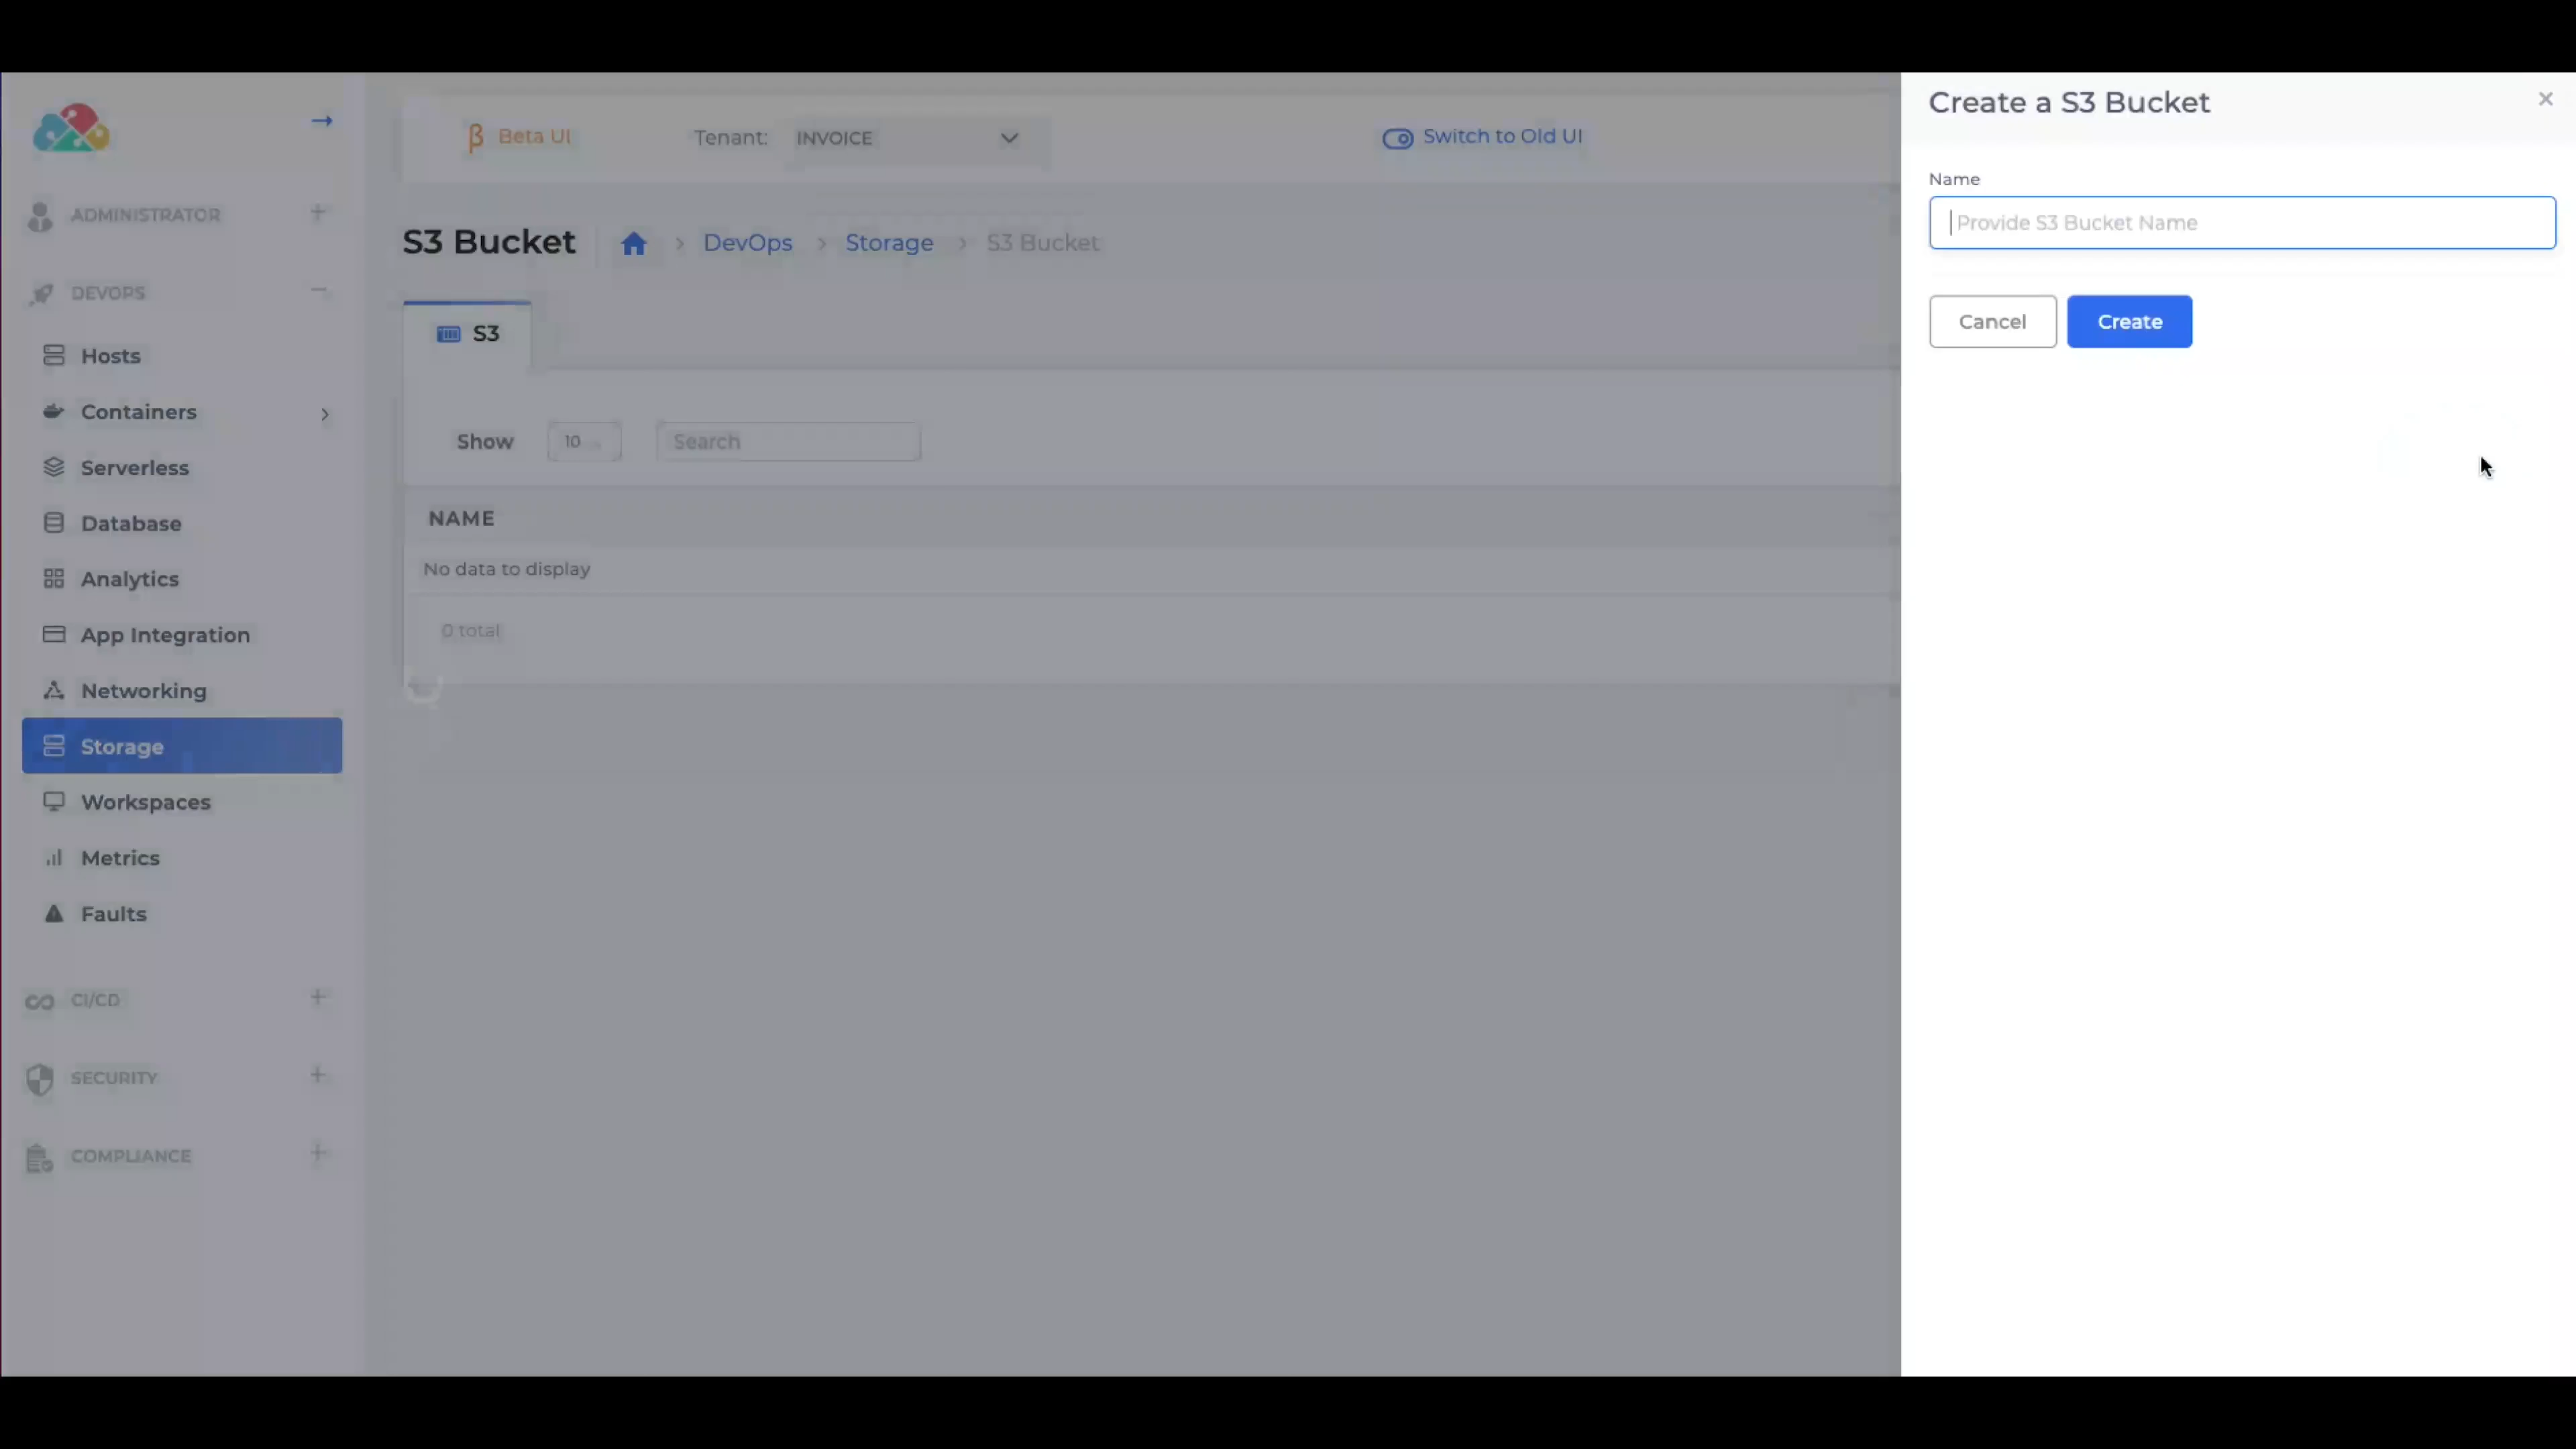 β Beta UI
Tenant: INVOICE
Switch to Old UI
ADMINISTRATOR
DEVOPS
Hosts
Containers
Serverless
Database
Analytics
App Integration
Networking
Storage
Workspaces
Metrics
Faults
CI/CD
SECURITY
COMPLIANCE
S3 Bucket
DevOps > Storage > S3 Bucket
S3
Show 10 Search
NAME
No data to display
0 total
Create a S3 Bucket
Name
Provide S3 Bucket Name
Cancel Create